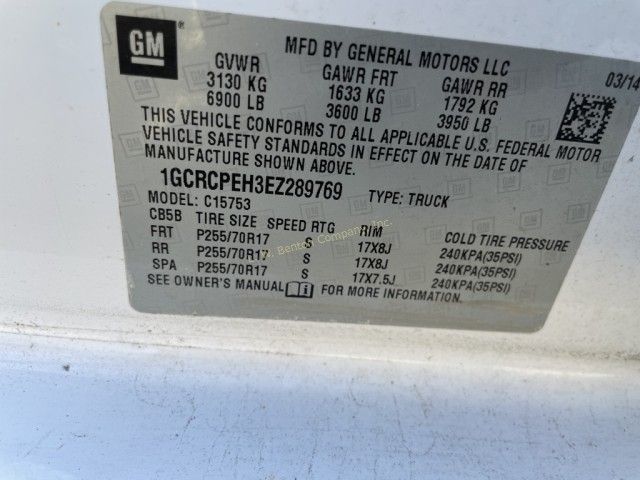 GM
MFD BY GENERAL MOTORS LLC
03/14
GVWR GAWR FRT GAWR RR
3130 KG 1633 KG 1792 KG
6900 LB 3600 LB 3950 LB
THIS VEHICLE CONFORMS TO ALL APPLICABLE U.S. FEDERAL MOTOR
VEHICLE SAFETY STANDARDS IN EFFECT ON THE DATE OF
MANUFACTURE SHOWN ABOVE.
1GCRCPEH3EZ289769 TYPE: TRUCK
MODEL: C15753
CB5B TIRE SIZE SPEED RTG RIM COLD TIRE PRESSURE
FRT P255/70R17 S 17X8J 240KPA(35PSI)
RR P255/70R17 S 17X8J 240KPA(35PSI)
SPA P255/70R17 S 17X7.5J 240KPA(35PSI)
SEE OWNER'S MANUAL FOR MORE INFORMATION.
Benton Company, Inc.